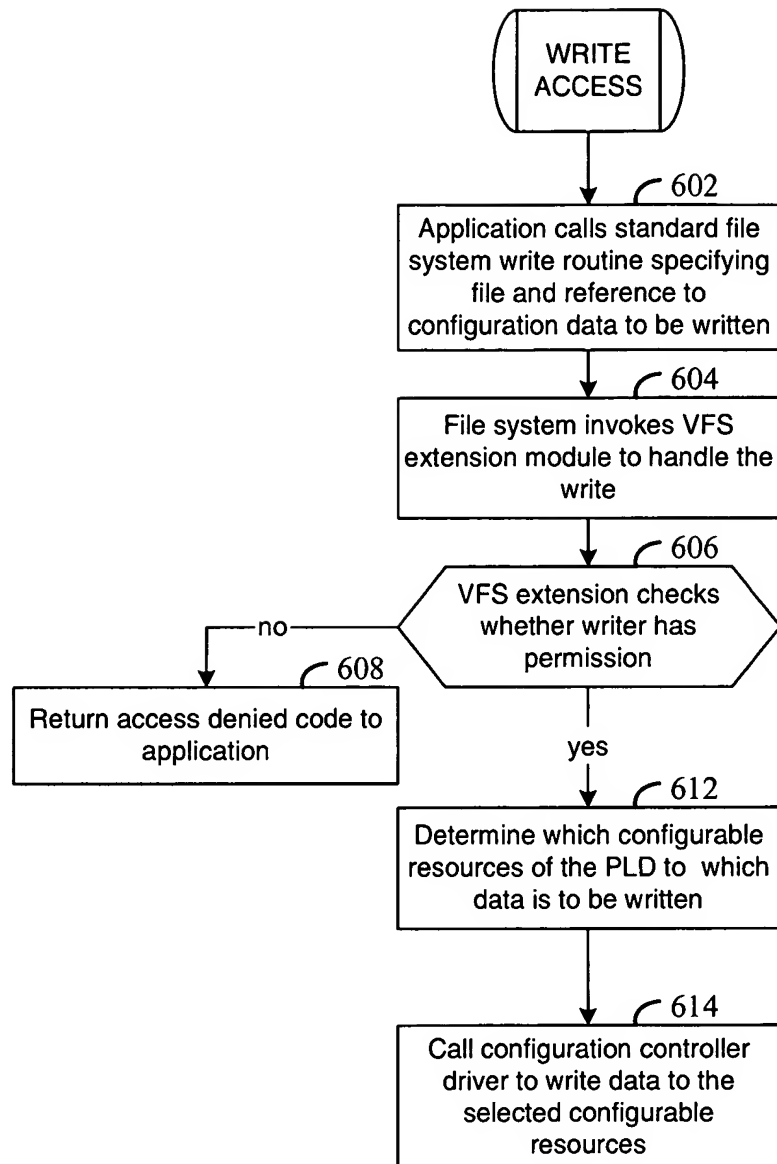 WRITE
ACCESS
602
Application calls standard file
system write routine specifying
file and reference to
configuration data to be written
604
File system invokes VFS
extension module to handle the
write
606
VFS extension checks
whether writer has
permission
no
608
Return access denied code to
application
yes
612
Determine which configurable
resources of the PLD to which
data is to be written
614
Call configuration controller
driver to write data to the
selected configurable
resources